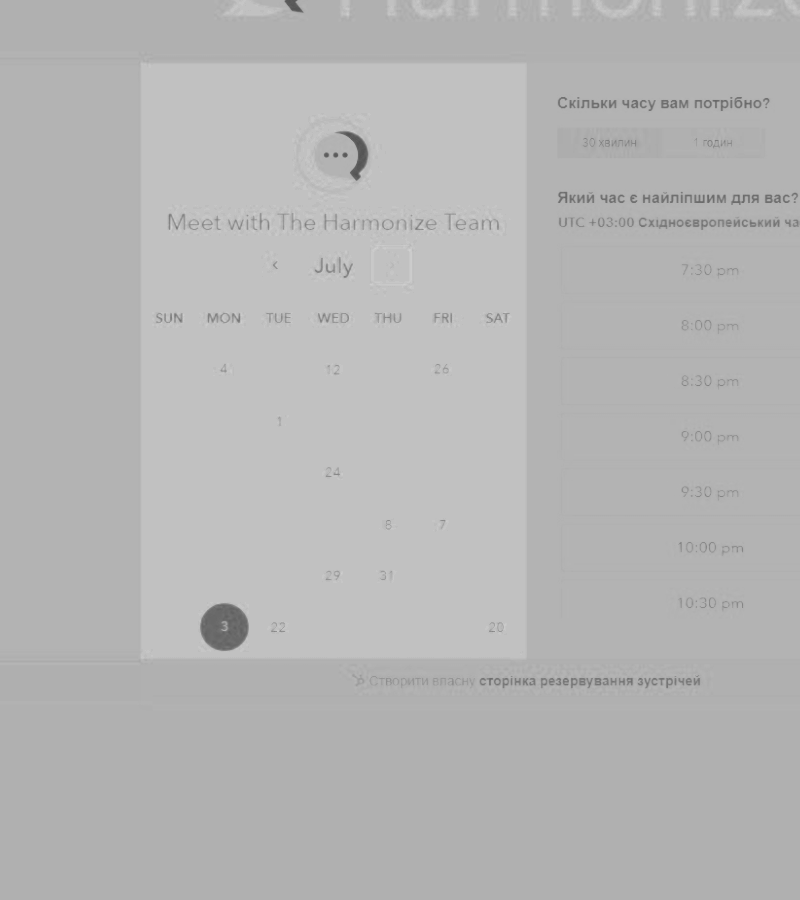 Harmonize
Meet with The Harmonize Team
July
SUN MON TUE WED THU FRI SAT
4 12 26
1
24
8 7
29 31
3 22 20
Скільки часу вам потрібно?
30 хвилин 1 годин
Який час є найліпшим для вас?
UTC +03:00 Східноєвропейський ча
7:30 pm
8:00 pm
8:30 pm
9:00 pm
9:30 pm
10:00 pm
10:30 pm
Створити власну сторінка резервування зустрічей